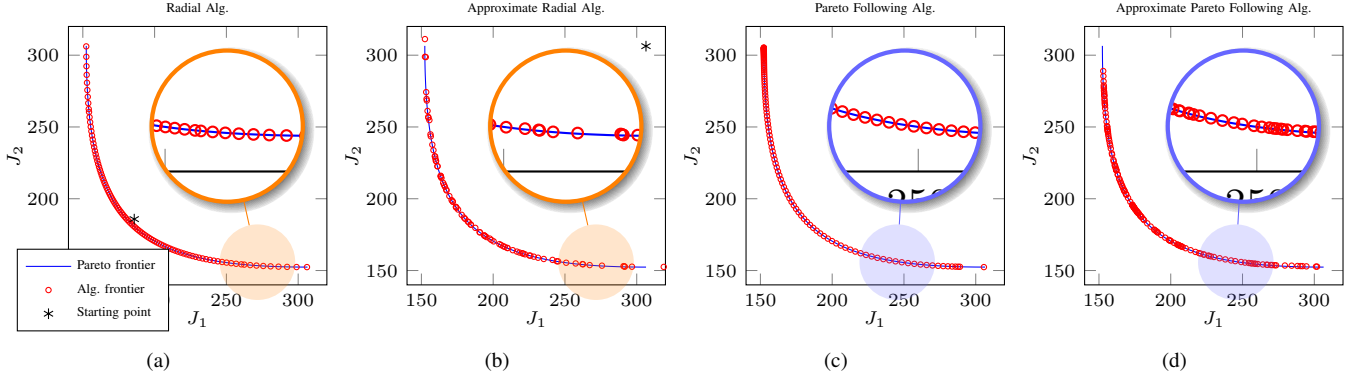 Radial Alg.
300
250
200
J2
250
300
J1
Pareto frontier
Alg. frontier
Starting point
(a)
Approximate Radial Alg.
300
250
200
150
J2
150
200
250
300
J1
(b)
Pareto Following Alg.
300
250
200
150
J2
150
200
250
300
J1
(c)
Approximate Pareto Following Alg.
300
250
200
150
J2
150
200
250
300
J1
(d)